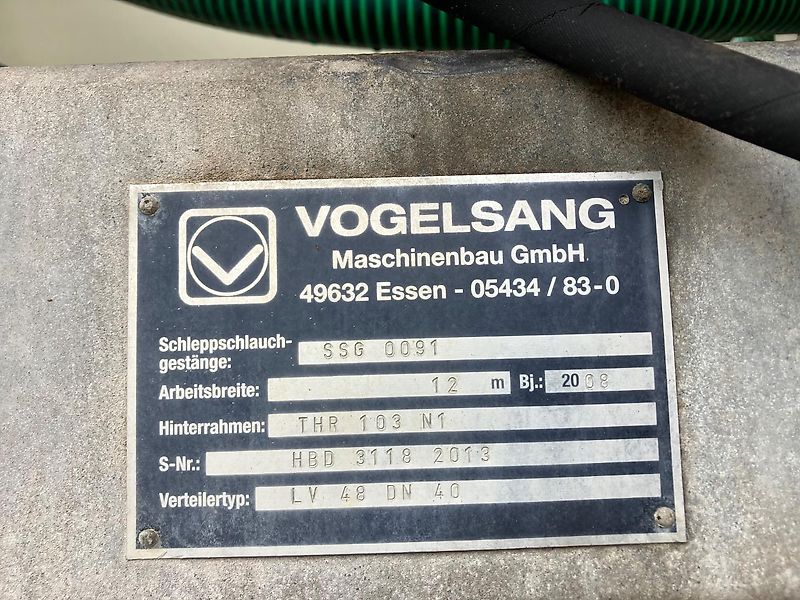 VOGELSANG
Maschinenbau GmbH
49632 Essen - 05434 / 83-0
Schleppschlauch-
gestänge: SSG 0091
Arbeitsbreite: 12 m Bj.: 2008
Hinterrahmen: THR 103 N1
S-Nr.: HBD 3118 2013
Verteilertyp: LV 48 DN 40